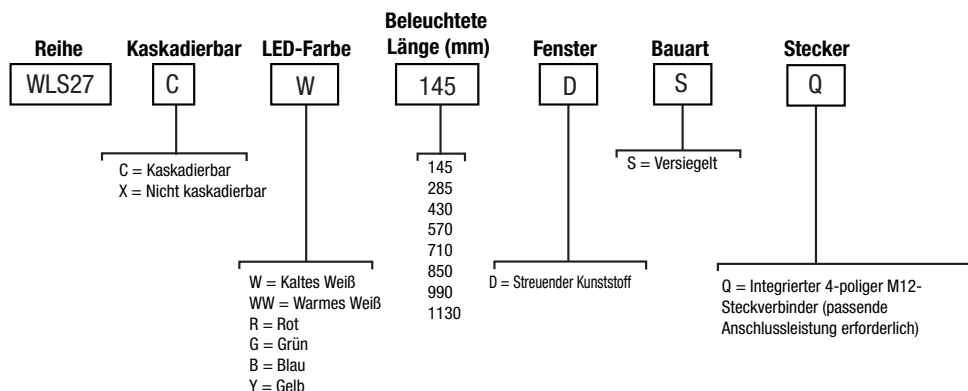 Reihe
Kaskadierbar
LED-Farbe
Beleuchtete
Länge (mm)
Fenster
Bauart
Stecker
WLS27
C
W
145
D
S
Q
C = Kaskadierbar
X = Nicht kaskadierbar
W = Kaltes Weiß
WW = Warmes Weiß
R = Rot
G = Grün
B = Blau
Y = Gelb
145
285
430
570
710
850
990
1130
D = Streuender Kunststoff
S = Versiegelt
Q = Integrierter 4-poliger M12-
Steckverbinder (passende
Anschlussleistung erforderlich)